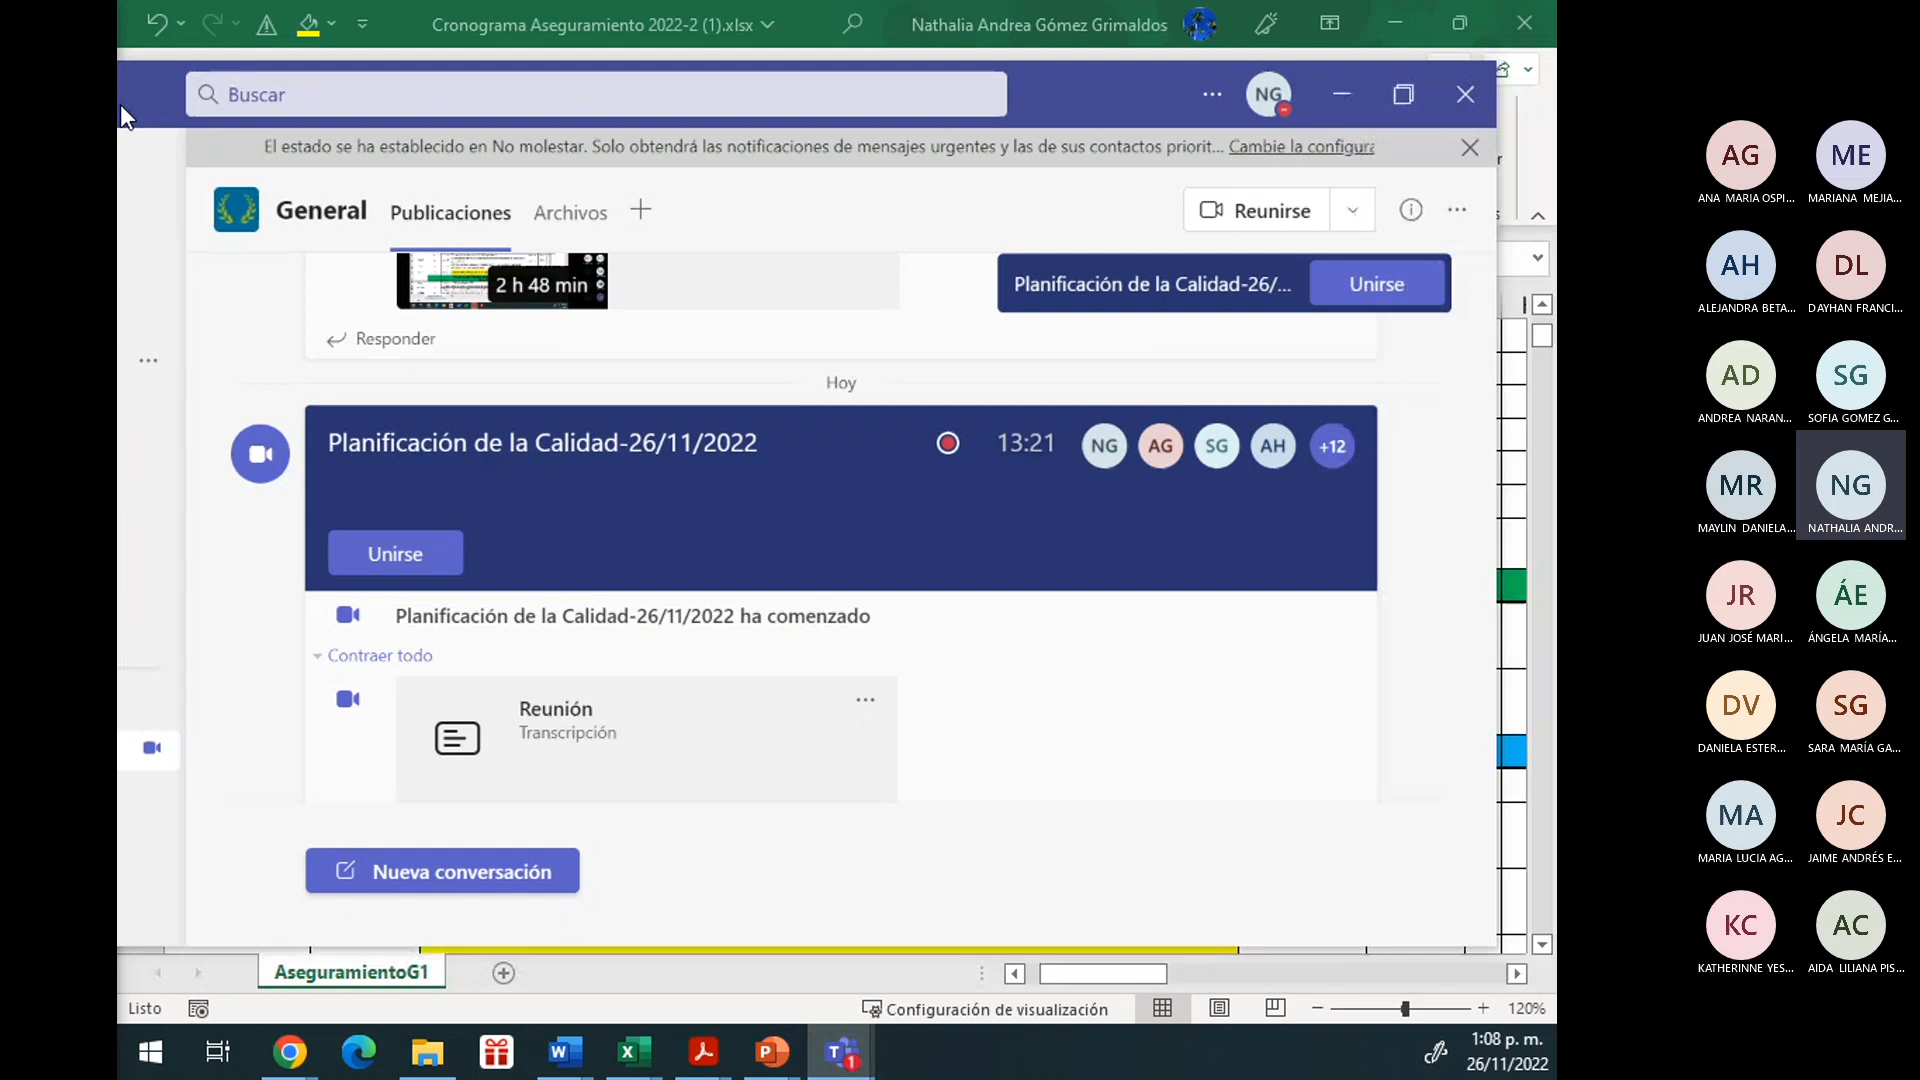 Cronograma Aseguramiento 2022-2 (1).xlsx
Nathalia Andrea Gómez Grimaldos
Buscar
NG
El estado se ha establecido en No molestar. Solo obtendrá las notificaciones de mensajes urgentes y las de sus contactos priorit... Cambie la configura
General
Publicaciones
Archivos
Reunirse
2 h 48 min
Planificación de la Calidad-26/...
Unirse
Responder
Hoy
Planificación de la Calidad-26/11/2022
13:21
NG
AG
SG
AH
+12
Unirse
Planificación de la Calidad-26/11/2022 ha comenzado
Contraer todo
Reunión
Transcripción
Nueva conversación
AseguramientoG1
Listo
Configuración de visualización
120%
1:08 p. m.
26/11/2022
AG
ANA MARIA OSPI...
ME
MARIANA MEJIA...
AH
ALEJANDRA BETA...
DL
DAYHAN FRANCI...
AD
ANDREA NARAN...
SG
SOFIA GOMEZ G...
MR
MAYLIN DANIELA...
NG
NATHALIA ANDR...
JR
JUAN JOSÉ MARI...
ÁE
ÁNGELA MARÍA...
DV
DANIELA ESTER...
SG
SARA MARÍA GA...
MA
MARIA LUCIA AG...
JC
JAIME ANDRÉS E...
KC
KATHERINNE YES...
AC
AIDA LILIANA PIS...